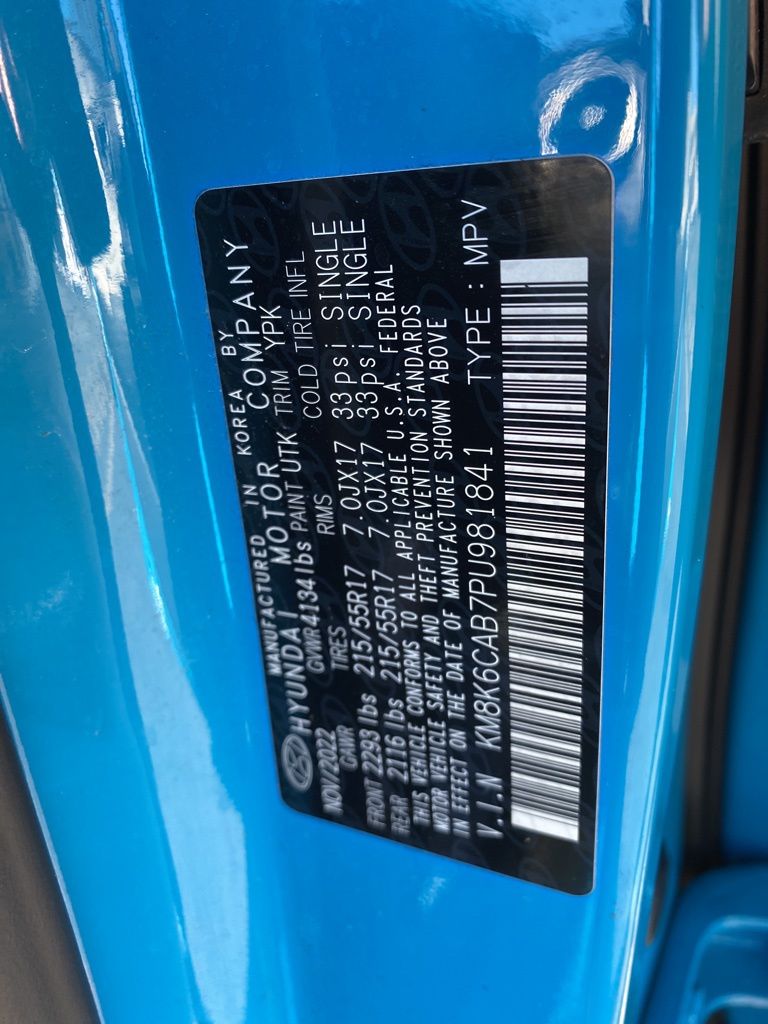 MANUFACTURED IN KOREA BY
HYUNDAI MOTOR COMPANY
NOV/2022 GVWR 4134 lbs PAINT UTK TRIM YPK
GAWR TIRES RIMS COLD TIRE INFL
FRONT 2293 lbs 215/55R17 7.0JX17 33psi SINGLE
REAR 2116 lbs 215/55R17 7.0JX17 33psi SINGLE
THIS VEHICLE CONFORMS TO ALL APPLICABLE U.S.A. FEDERAL
MOTOR VEHICLE SAFETY AND THEFT PREVENTION STANDARDS
IN EFFECT ON THE DATE OF MANUFACTURE SHOWN ABOVE
V.I.N KM8K6CAB7PU981841 TYPE : MPV